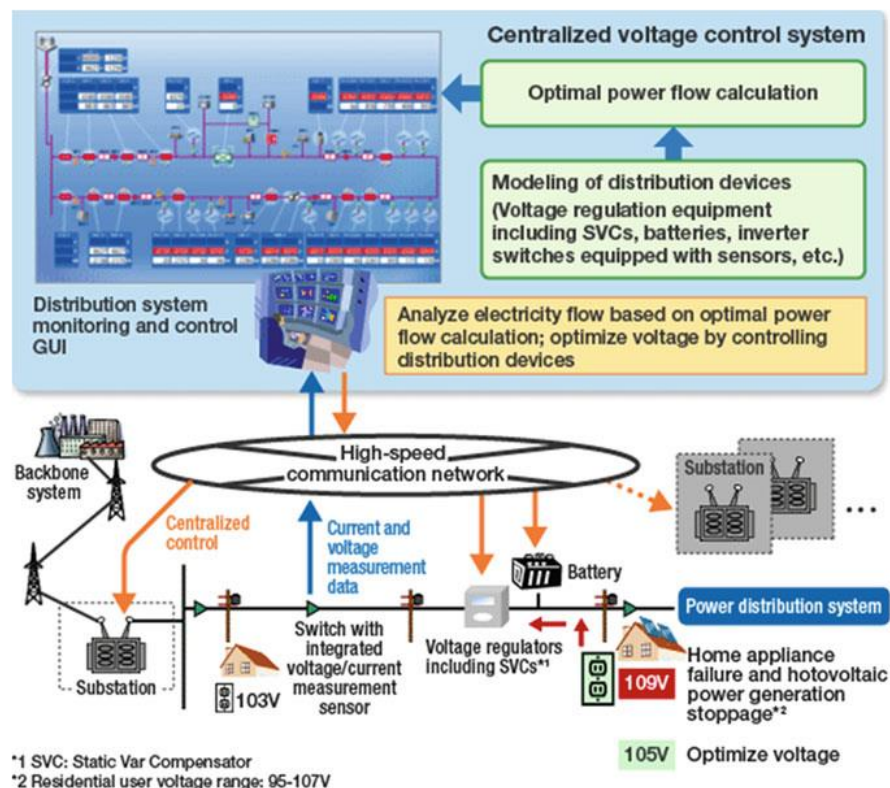 Centralized voltage control system
Optimal power flow calculation
Modeling of distribution devices
(Voltage regulation equipment
including SVCs, batteries, inverter
switches equipped with sensors, etc.)
Distribution system
monitoring and control
GUI
Analyze electricity flow based on optimal power
flow calculation; optimize voltage by controlling
distribution devices
High-speed
communication network
Backbone
system
Substation
...
Centralized
control
Current and
voltage
measurement
data
Battery
Power distribution system
Substation
103V
Switch with
integrated
voltage/current
measurement
sensor
Voltage regulators
including SVCs*1
109V
Home appliance
failure and hotovoltaic
power generation
stoppage*2
105V Optimize voltage
*1 SVC: Static Var Compensator
*2 Residential user voltage range: 95-107V